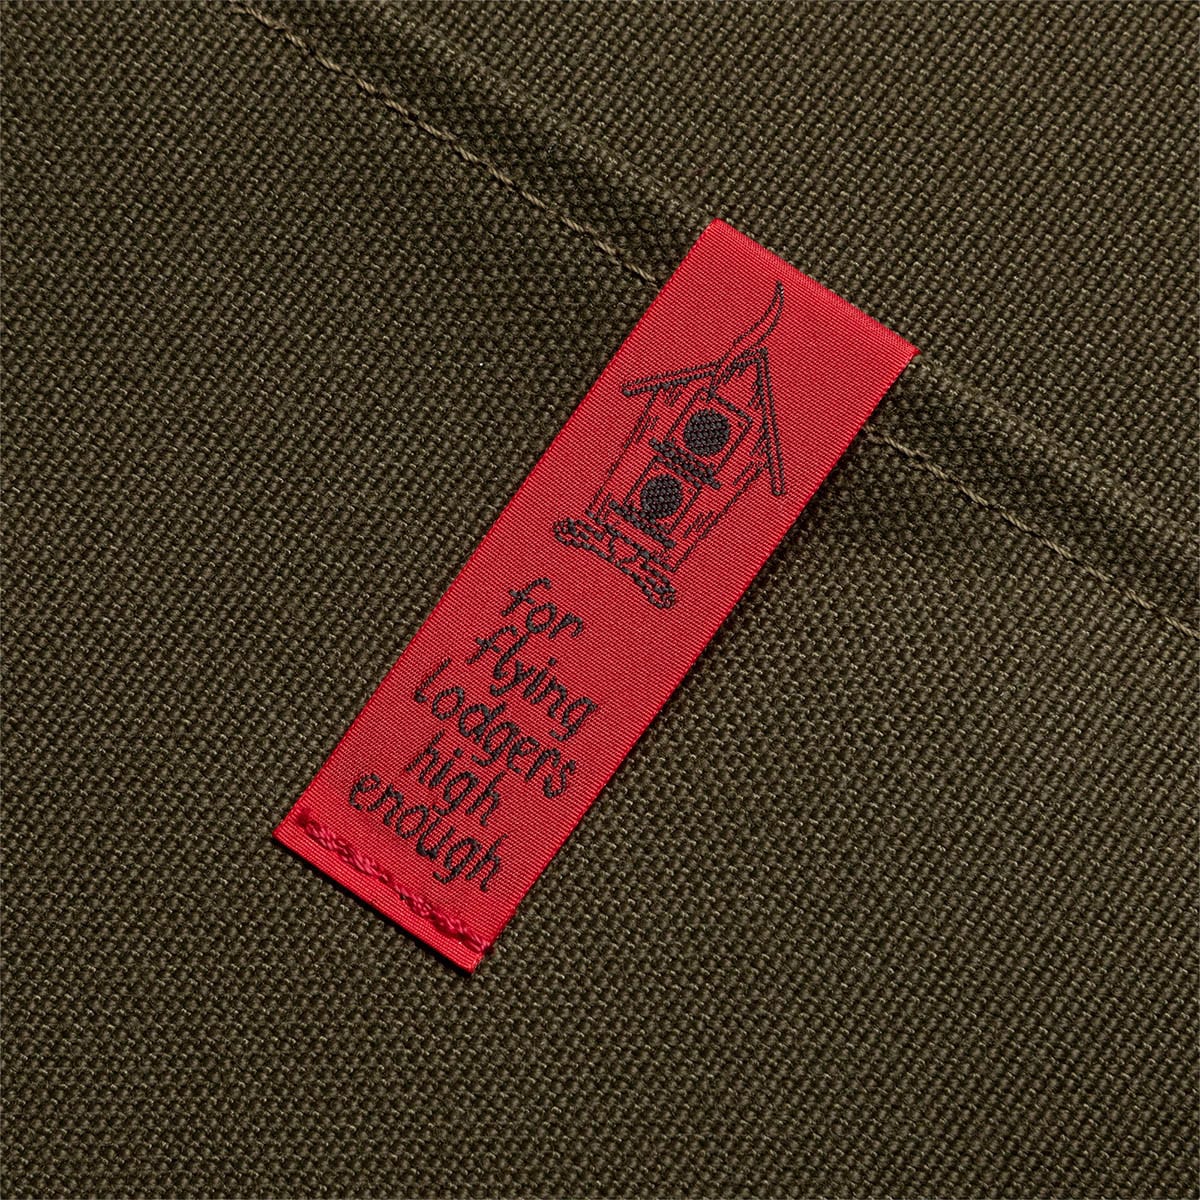 for
flying
lodgers
high
enough